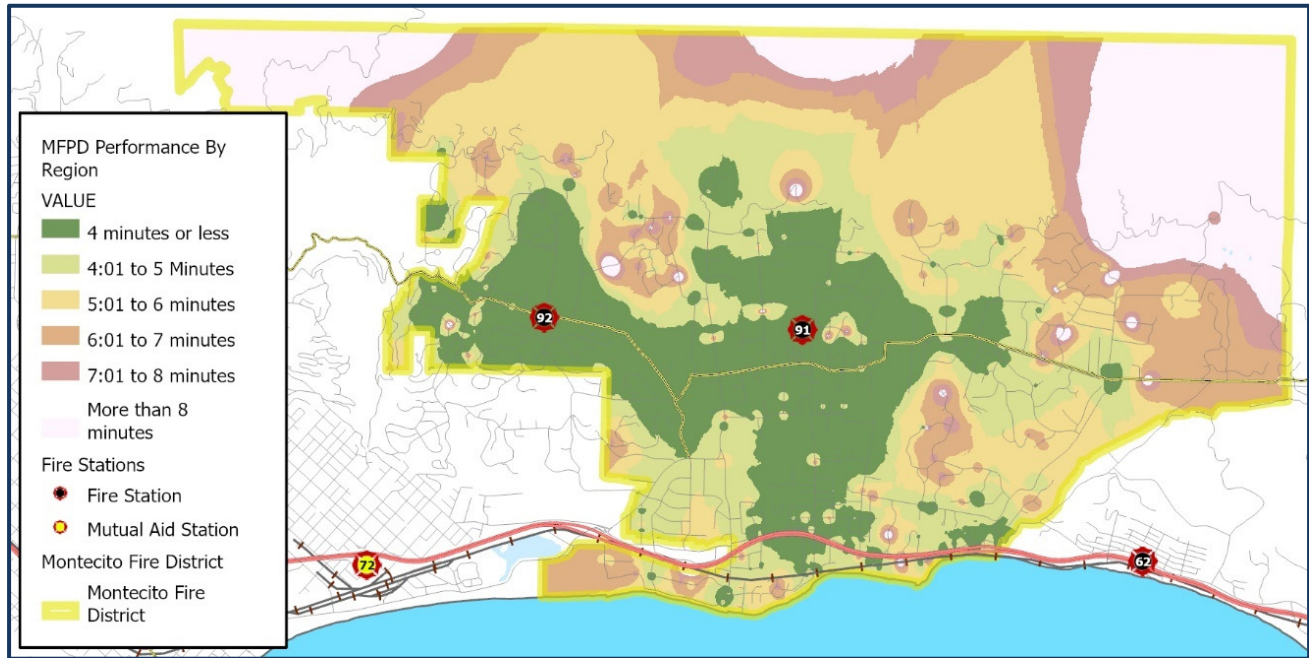 MFPD Performance By
Region
VALUE
4 minutes or less
4:01 to 5 Minutes
5:01 to 6 minutes
6:01 to 7 minutes
7:01 to 8 minutes
More than 8
minutes
Fire Stations
Fire Station
Mutual Aid Station
Montecito Fire District
Montecito Fire
District
92
91
72
62